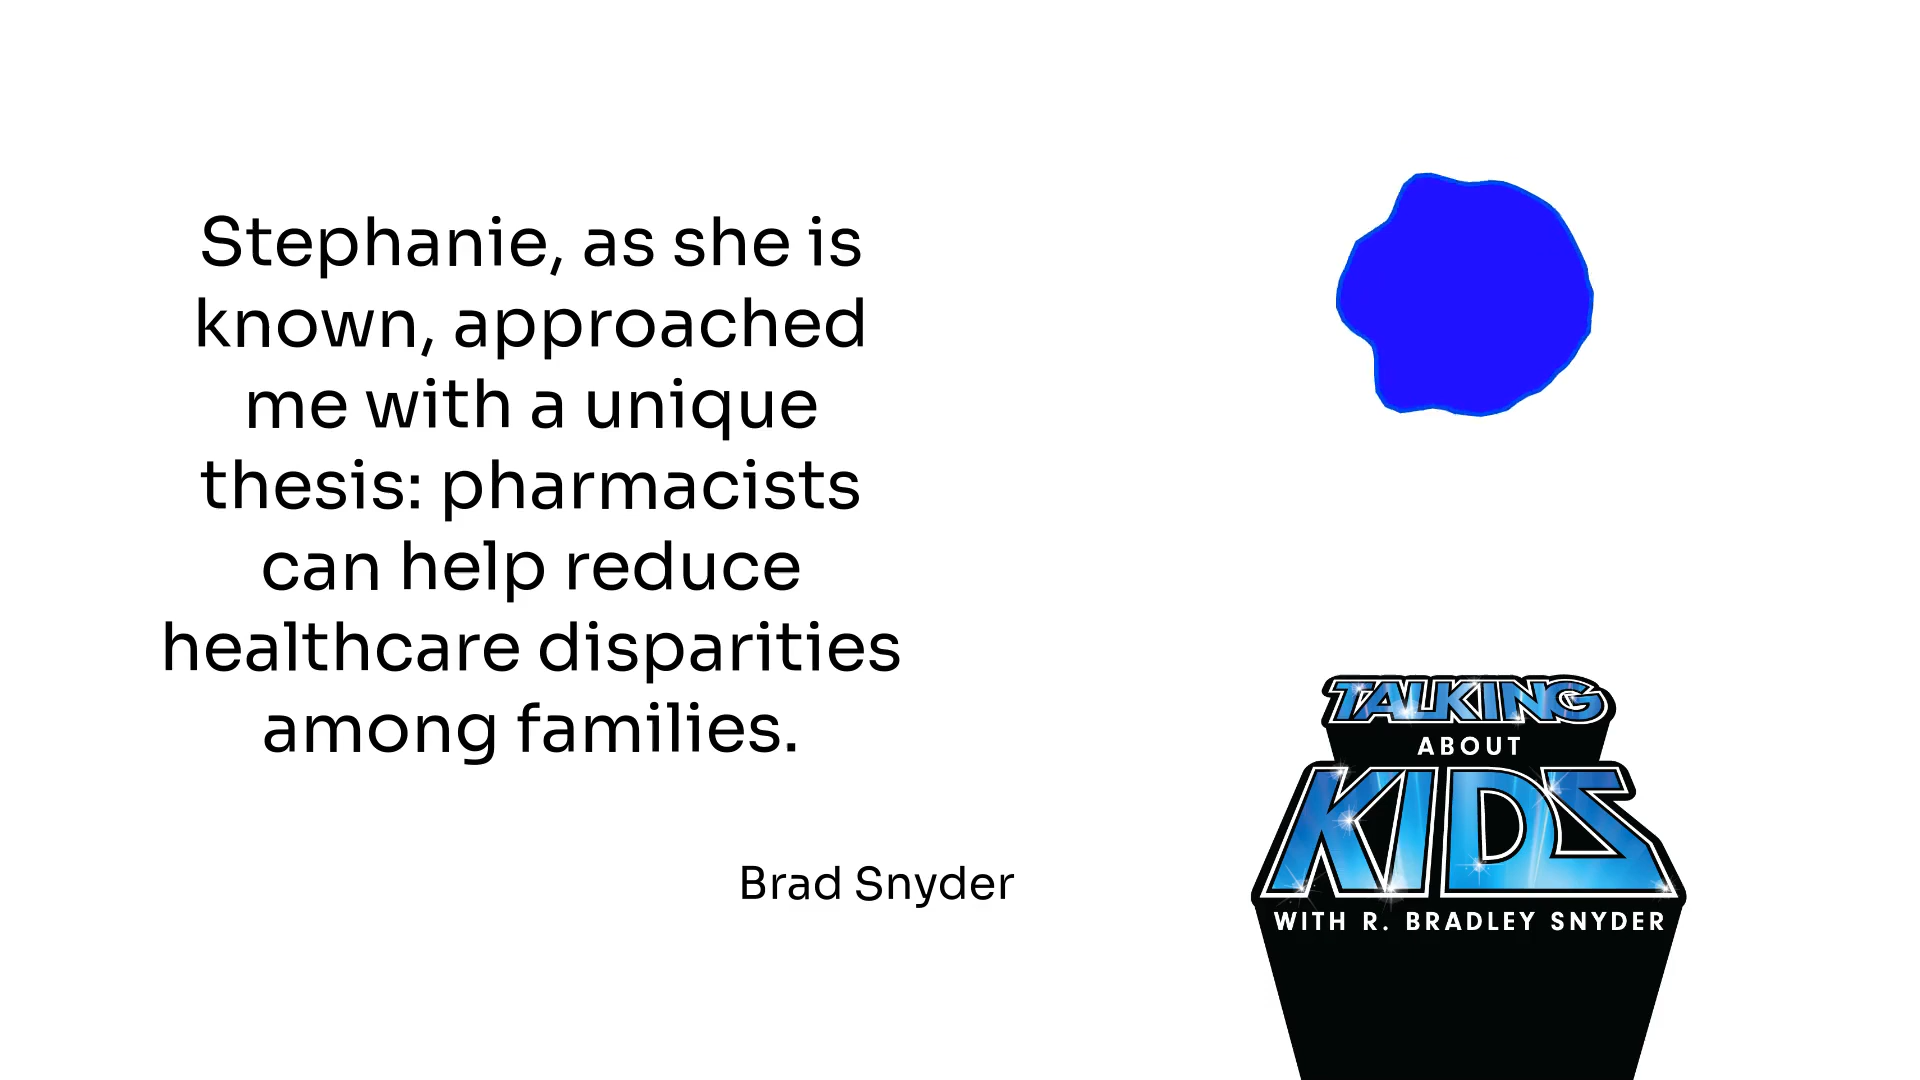 Stephanie, as she is
known, approached
me with a unique
thesis: pharmacists
can help reduce
healthcare disparities
among families.
Brad Snyder
TALKING
ABOUT
KIDS
WITH R. BRADLEY SNYDER